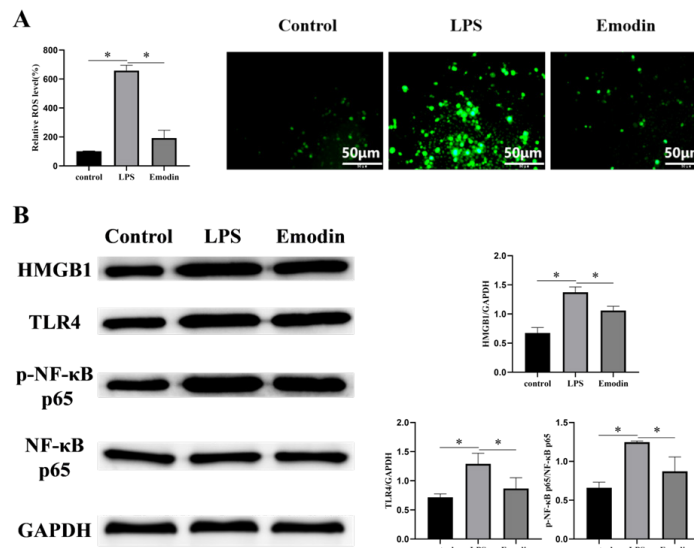 A
Control LPS Emodin
Relative ROS level(%)
800
600
400
200
0
* *
control LPS Emodin
50μm 50μm 50μm
B
Control LPS Emodin
HMGB1
TLR4
p-NF-κB
p65
NF-κB
p65
GAPDH
HMGB1/GAPDH
2.0
1.5
1.0
0.5
0.0
* *
control LPS Emodin
TLR4/GAPDH
2.0
1.5
1.0
0.5
0.0
* *
Emodin
p-NF-κB p65/NF-κB p65
1.5
1.0
0.5
0.0
* *
Emodin